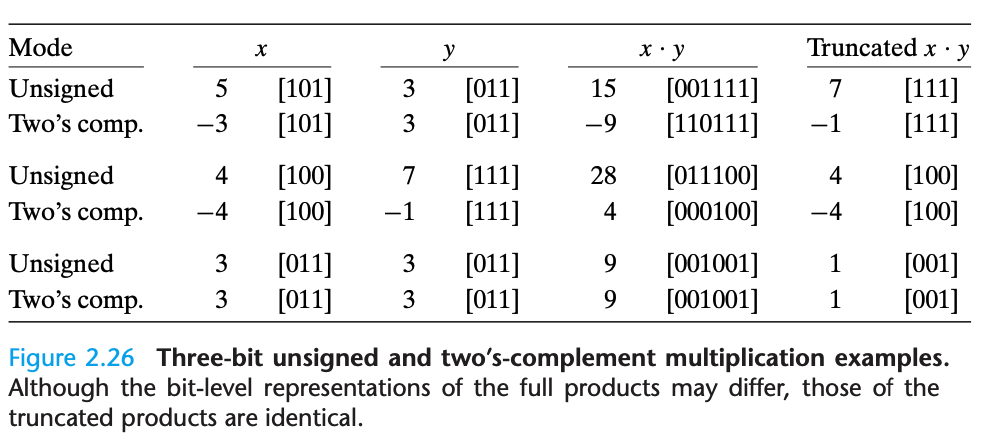 Mode x y x · y Truncated x · y
Unsigned 5 [101] 3 [011] 15 [001111] 7 [111]
Two’s comp. −3 [101] 3 [011] −9 [110111] −1 [111]
Unsigned 4 [100] 7 [111] 28 [011100] 4 [100]
Two’s comp. −4 [100] −1 [111] 4 [000100] −4 [100]
Unsigned 3 [011] 3 [011] 9 [001001] 1 [001]
Two’s comp. 3 [011] 3 [011] 9 [001001] 1 [001]
Figure 2.26 Three-bit unsigned and two’s-complement multiplication examples.
Although the bit-level representations of the full products may differ, those of the
truncated products are identical.